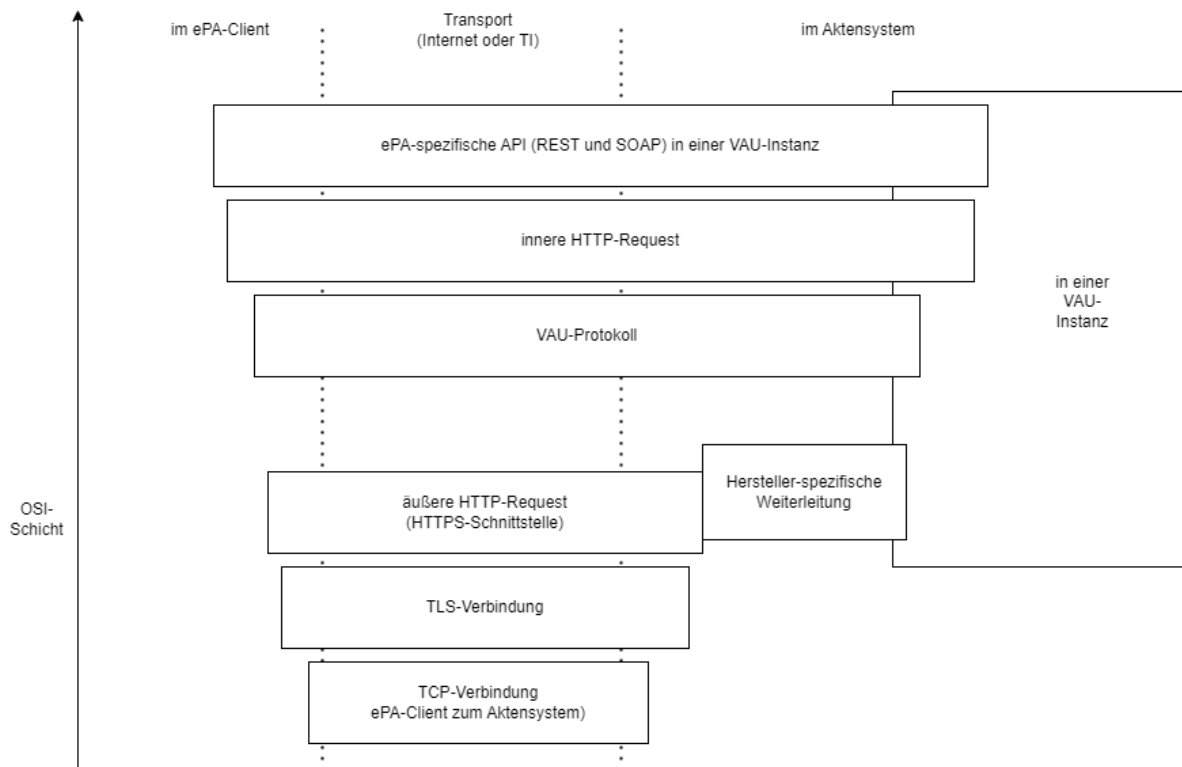 im ePA-Client
Transport
(Internet oder TI)
im Aktensystem
ePA-spezifische API (REST und SOAP) in einer VAU-Instanz
innere HTTP-Request
in einer
VAU-
Instanz
VAU-Protokoll
Hersteller-spezifische
Weiterleitung
äußere HTTP-Request
(HTTPS-Schnittstelle)
OSI-
Schicht
TLS-Verbindung
TCP-Verbindung
ePA-Client zum Aktensystem)